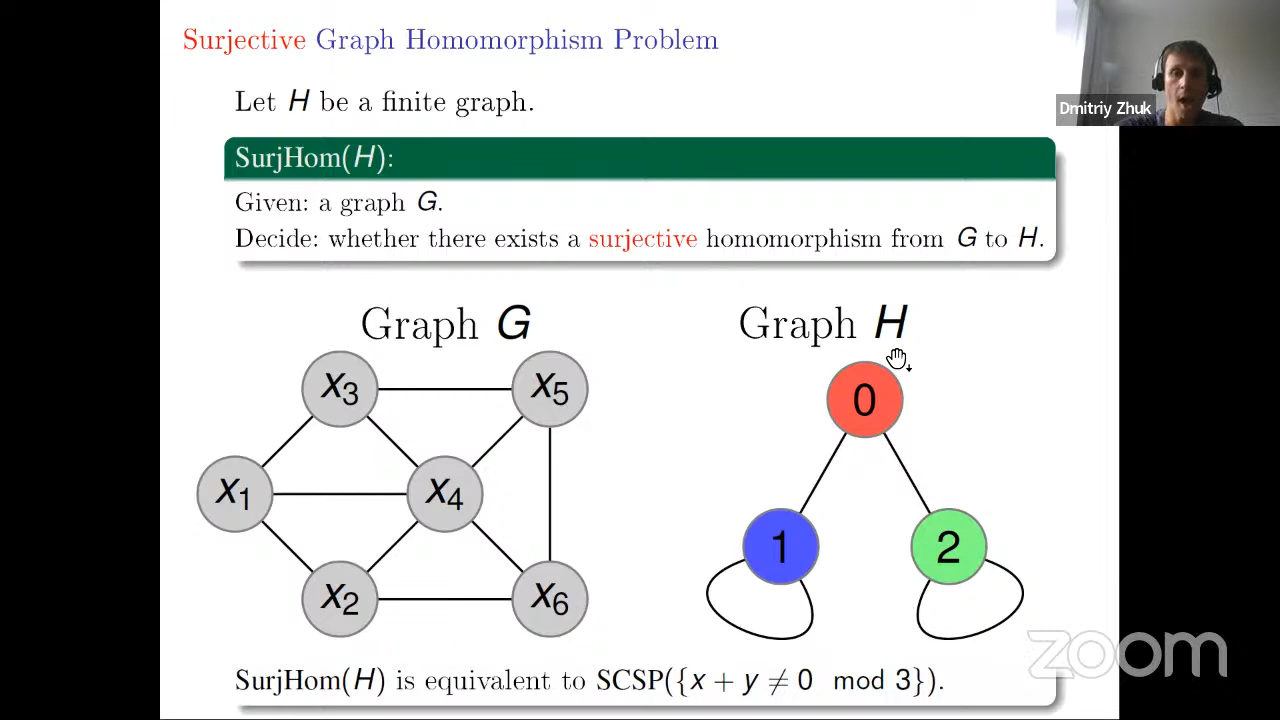 Surjective Graph Homomorphism Problem
Let H be a finite graph.
Dmitriy Zhuk
SurjHom(H):
Given: a graph G.
Decide: whether there exists a surjective homomorphism from G to H.
Graph G
Graph H
x₃
x₅
x₁
x₄
x₂
x₆
0
1
2
zoom
SurjHom(H) is equivalent to SCSP({x + y ≠ 0 mod 3}).